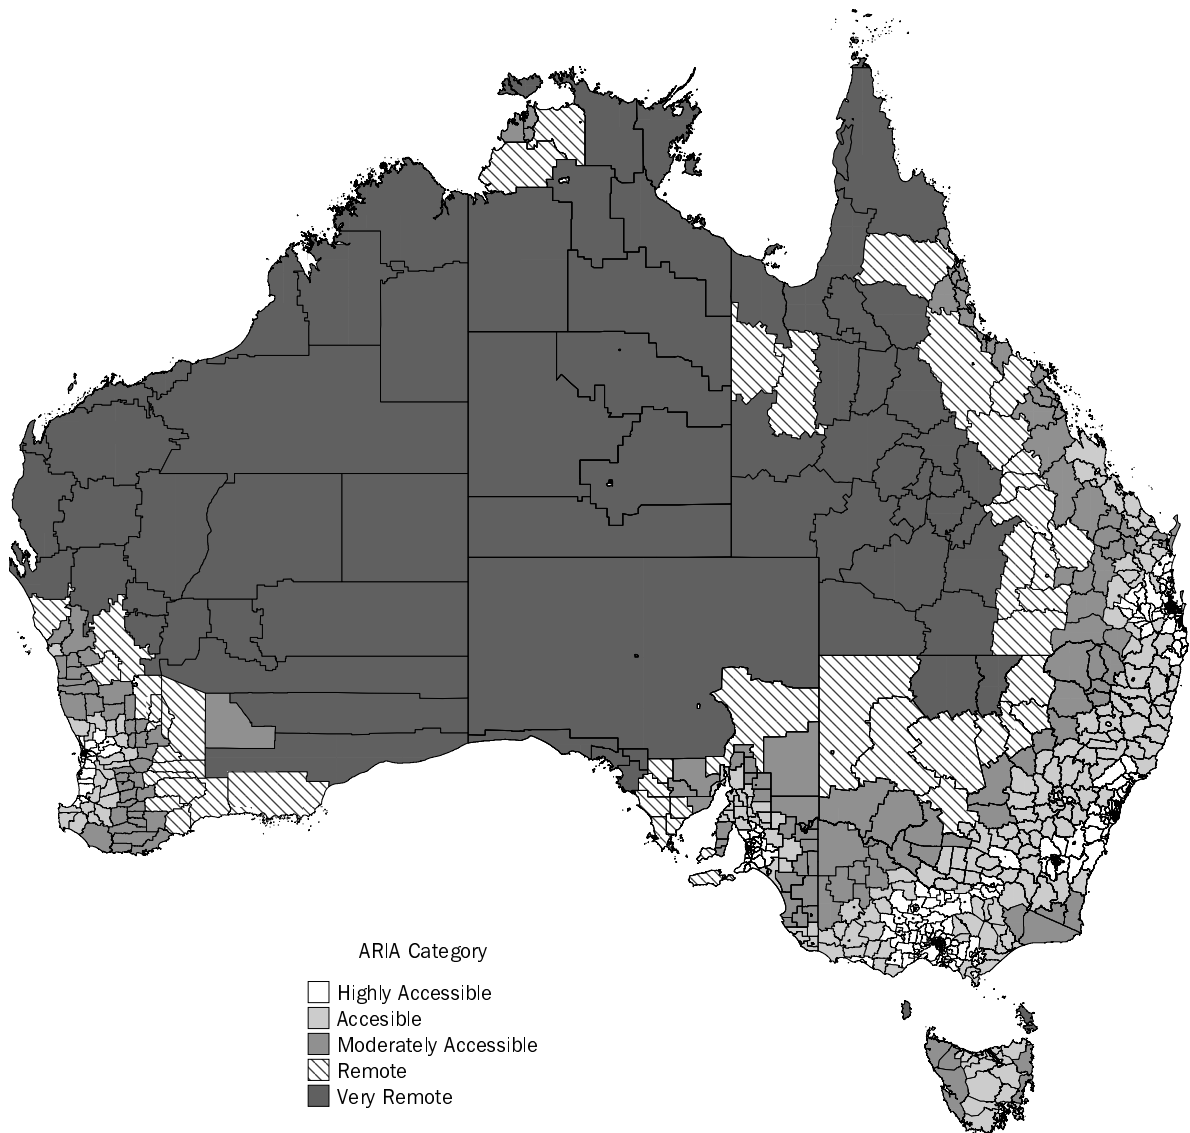 ARIA Category
Highly Accessible
Accesible
Moderately Accessible
Remote
Very Remote